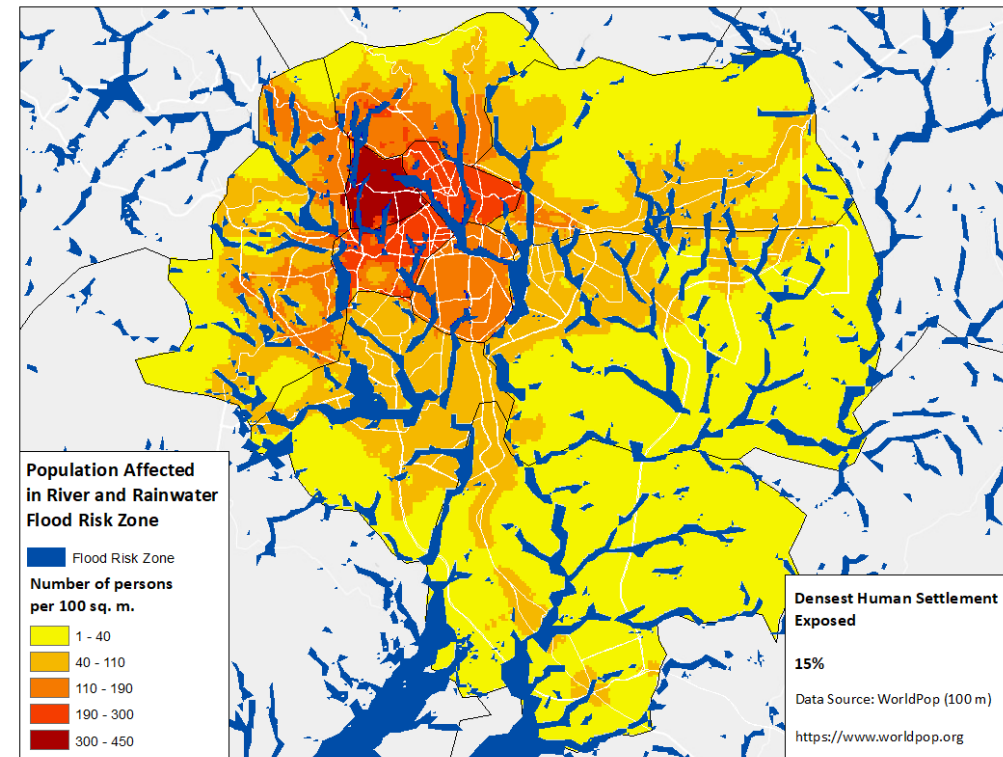 Population Affected
in River and Rainwater
Flood Risk Zone
Flood Risk Zone
Number of persons
per 100 sq. m.
1 - 40
40 - 110
110 - 190
190 - 300
300 - 450
Densest Human Settlement
Exposed
15%
Data Source: WorldPop (100 m)
https://www.worldpop.org